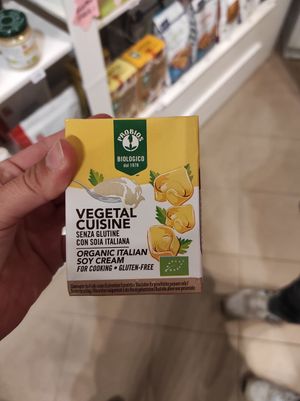 PROBIOS
BIOLOGICO
dal 1978
VEGETAL
CUISINE
SENZA GLUTINE
CON SOIA ITALIANA
ORGANIC ITALIAN
SOY CREAM
FOR COOKING • GLUTEN-FREE